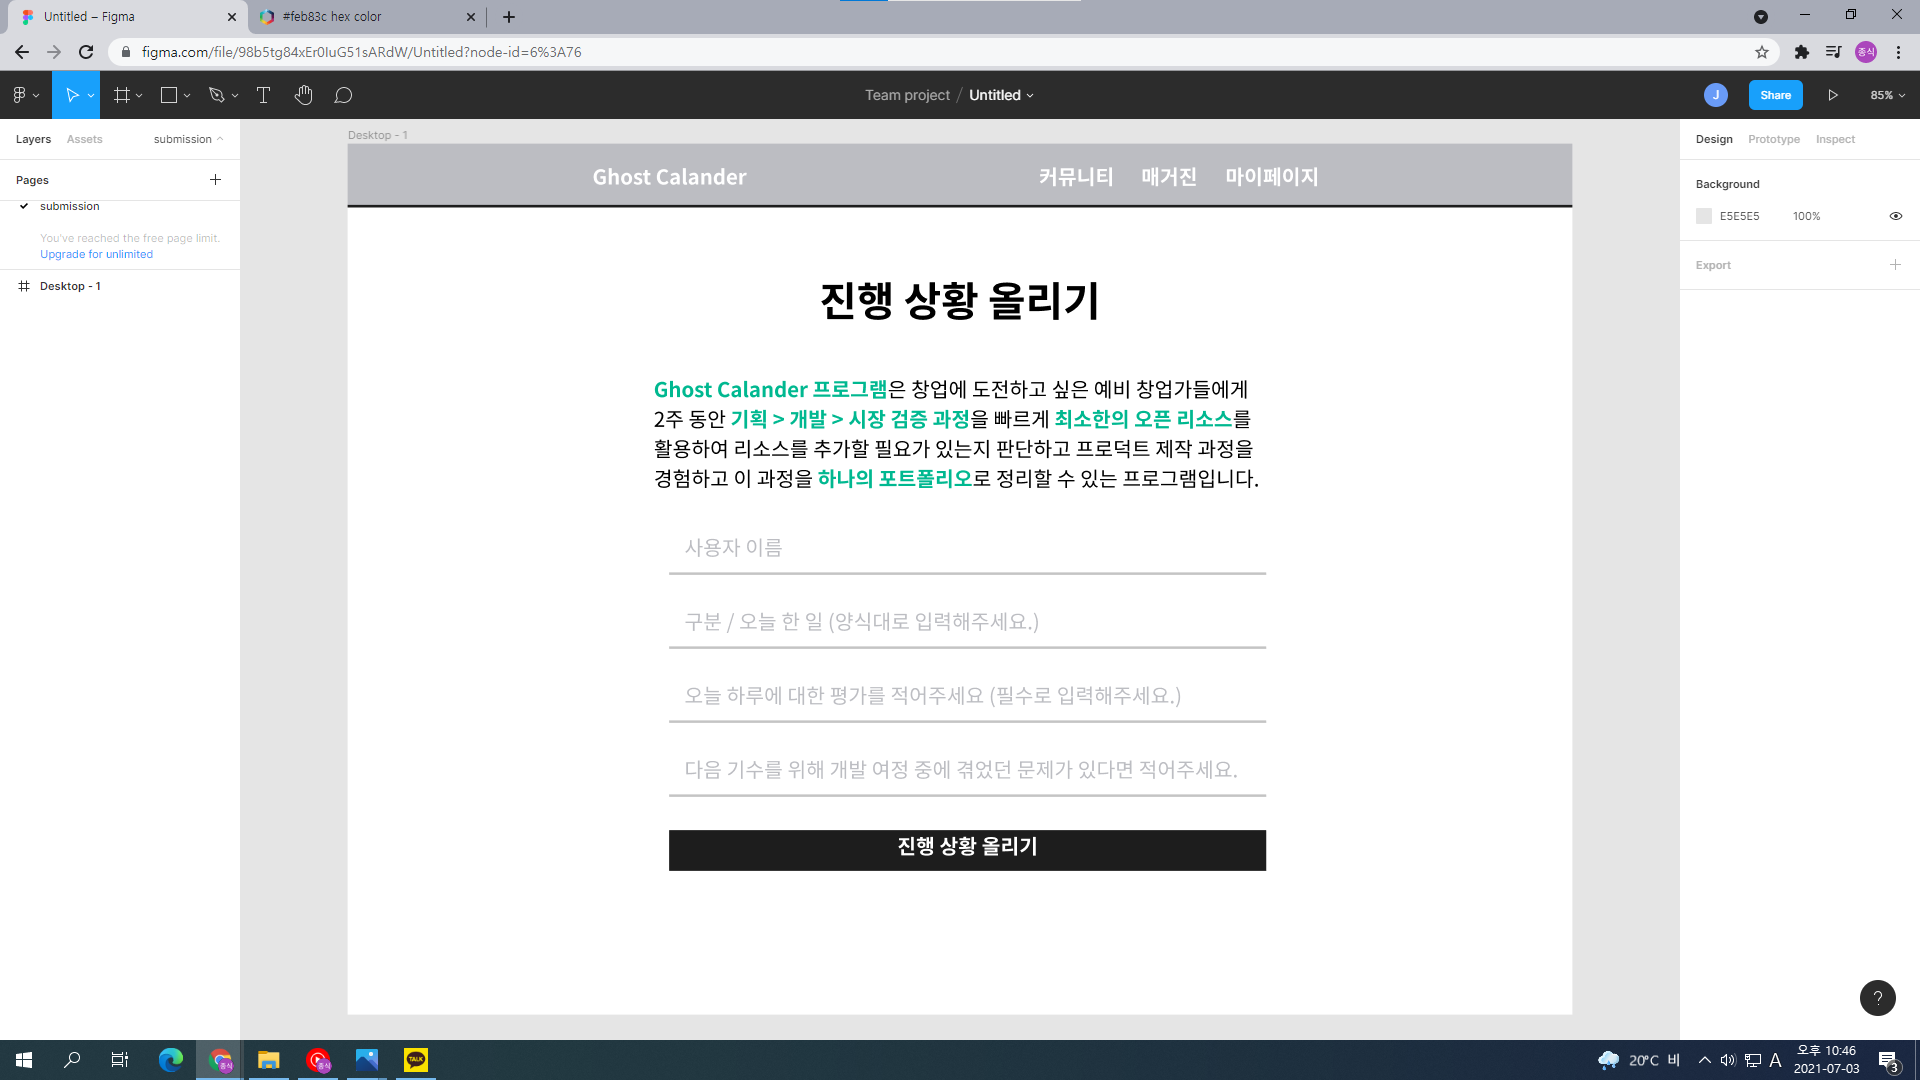 Untitled – Figma
#feb83c hex color
figma.com/file/98b5tg84xEr0IuG51sARdW/Untitled?node-id=6%3A76
종식
Team project / Untitled
J
Share
85%
Layers
Assets
submission
Pages
submission
You've reached the free page limit.
Upgrade for unlimited
Desktop - 1
Desktop - 1
Ghost Calander
커뮤니티
매거진
마이페이지
진행 상황 올리기
Ghost Calander 프로그램은 창업에 도전하고 싶은 예비 창업가들에게
2주 동안 기획 > 개발 > 시장 검증 과정을 빠르게 최소한의 오픈 리소스를
활용하여 리소스를 추가할 필요가 있는지 판단하고 프로덕트 제작 과정을
경험하고 이 과정을 하나의 포트폴리오로 정리할 수 있는 프로그램입니다.
사용자 이름
구분 / 오늘 한 일 (양식대로 입력해주세요.)
오늘 하루에 대한 평가를 적어주세요 (필수로 입력해주세요.)
다음 기수를 위해 개발 여정 중에 겪었던 문제가 있다면 적어주세요.
진행 상황 올리기
Design
Prototype
Inspect
Background
E5E5E5
100%
Export
?
종식
종식
TALK
20°C 비
A
오후 10:46
2021-07-03
3